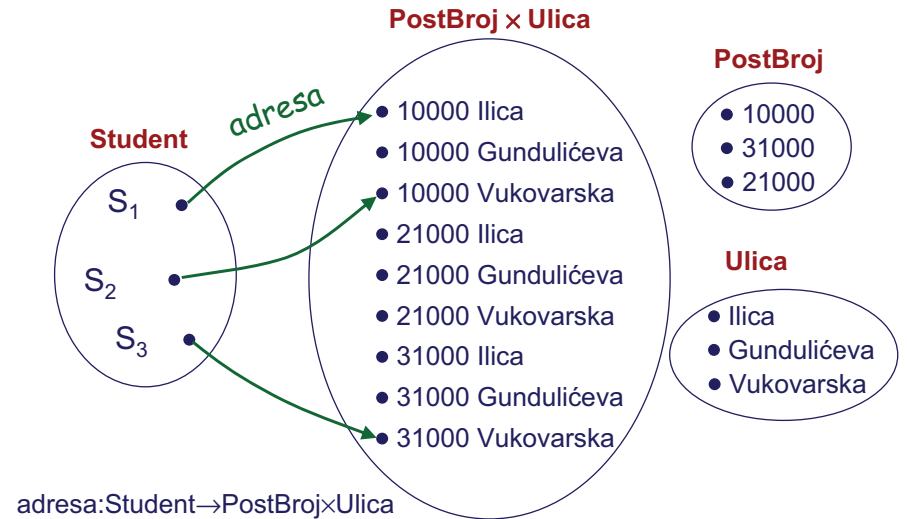 PostBroj × Ulica
PostBroj
adresa
Student
S1
S2
S3
10000 Ilica
10000 Gundulićeva
10000 Vukovarska
21000 Ilica
21000 Gundulićeva
21000 Vukovarska
31000 Ilica
31000 Gundulićeva
31000 Vukovarska
10000
31000
21000
Ulica
Ilica
Gundulićeva
Vukovarska
adresa:Student→PostBroj×Ulica